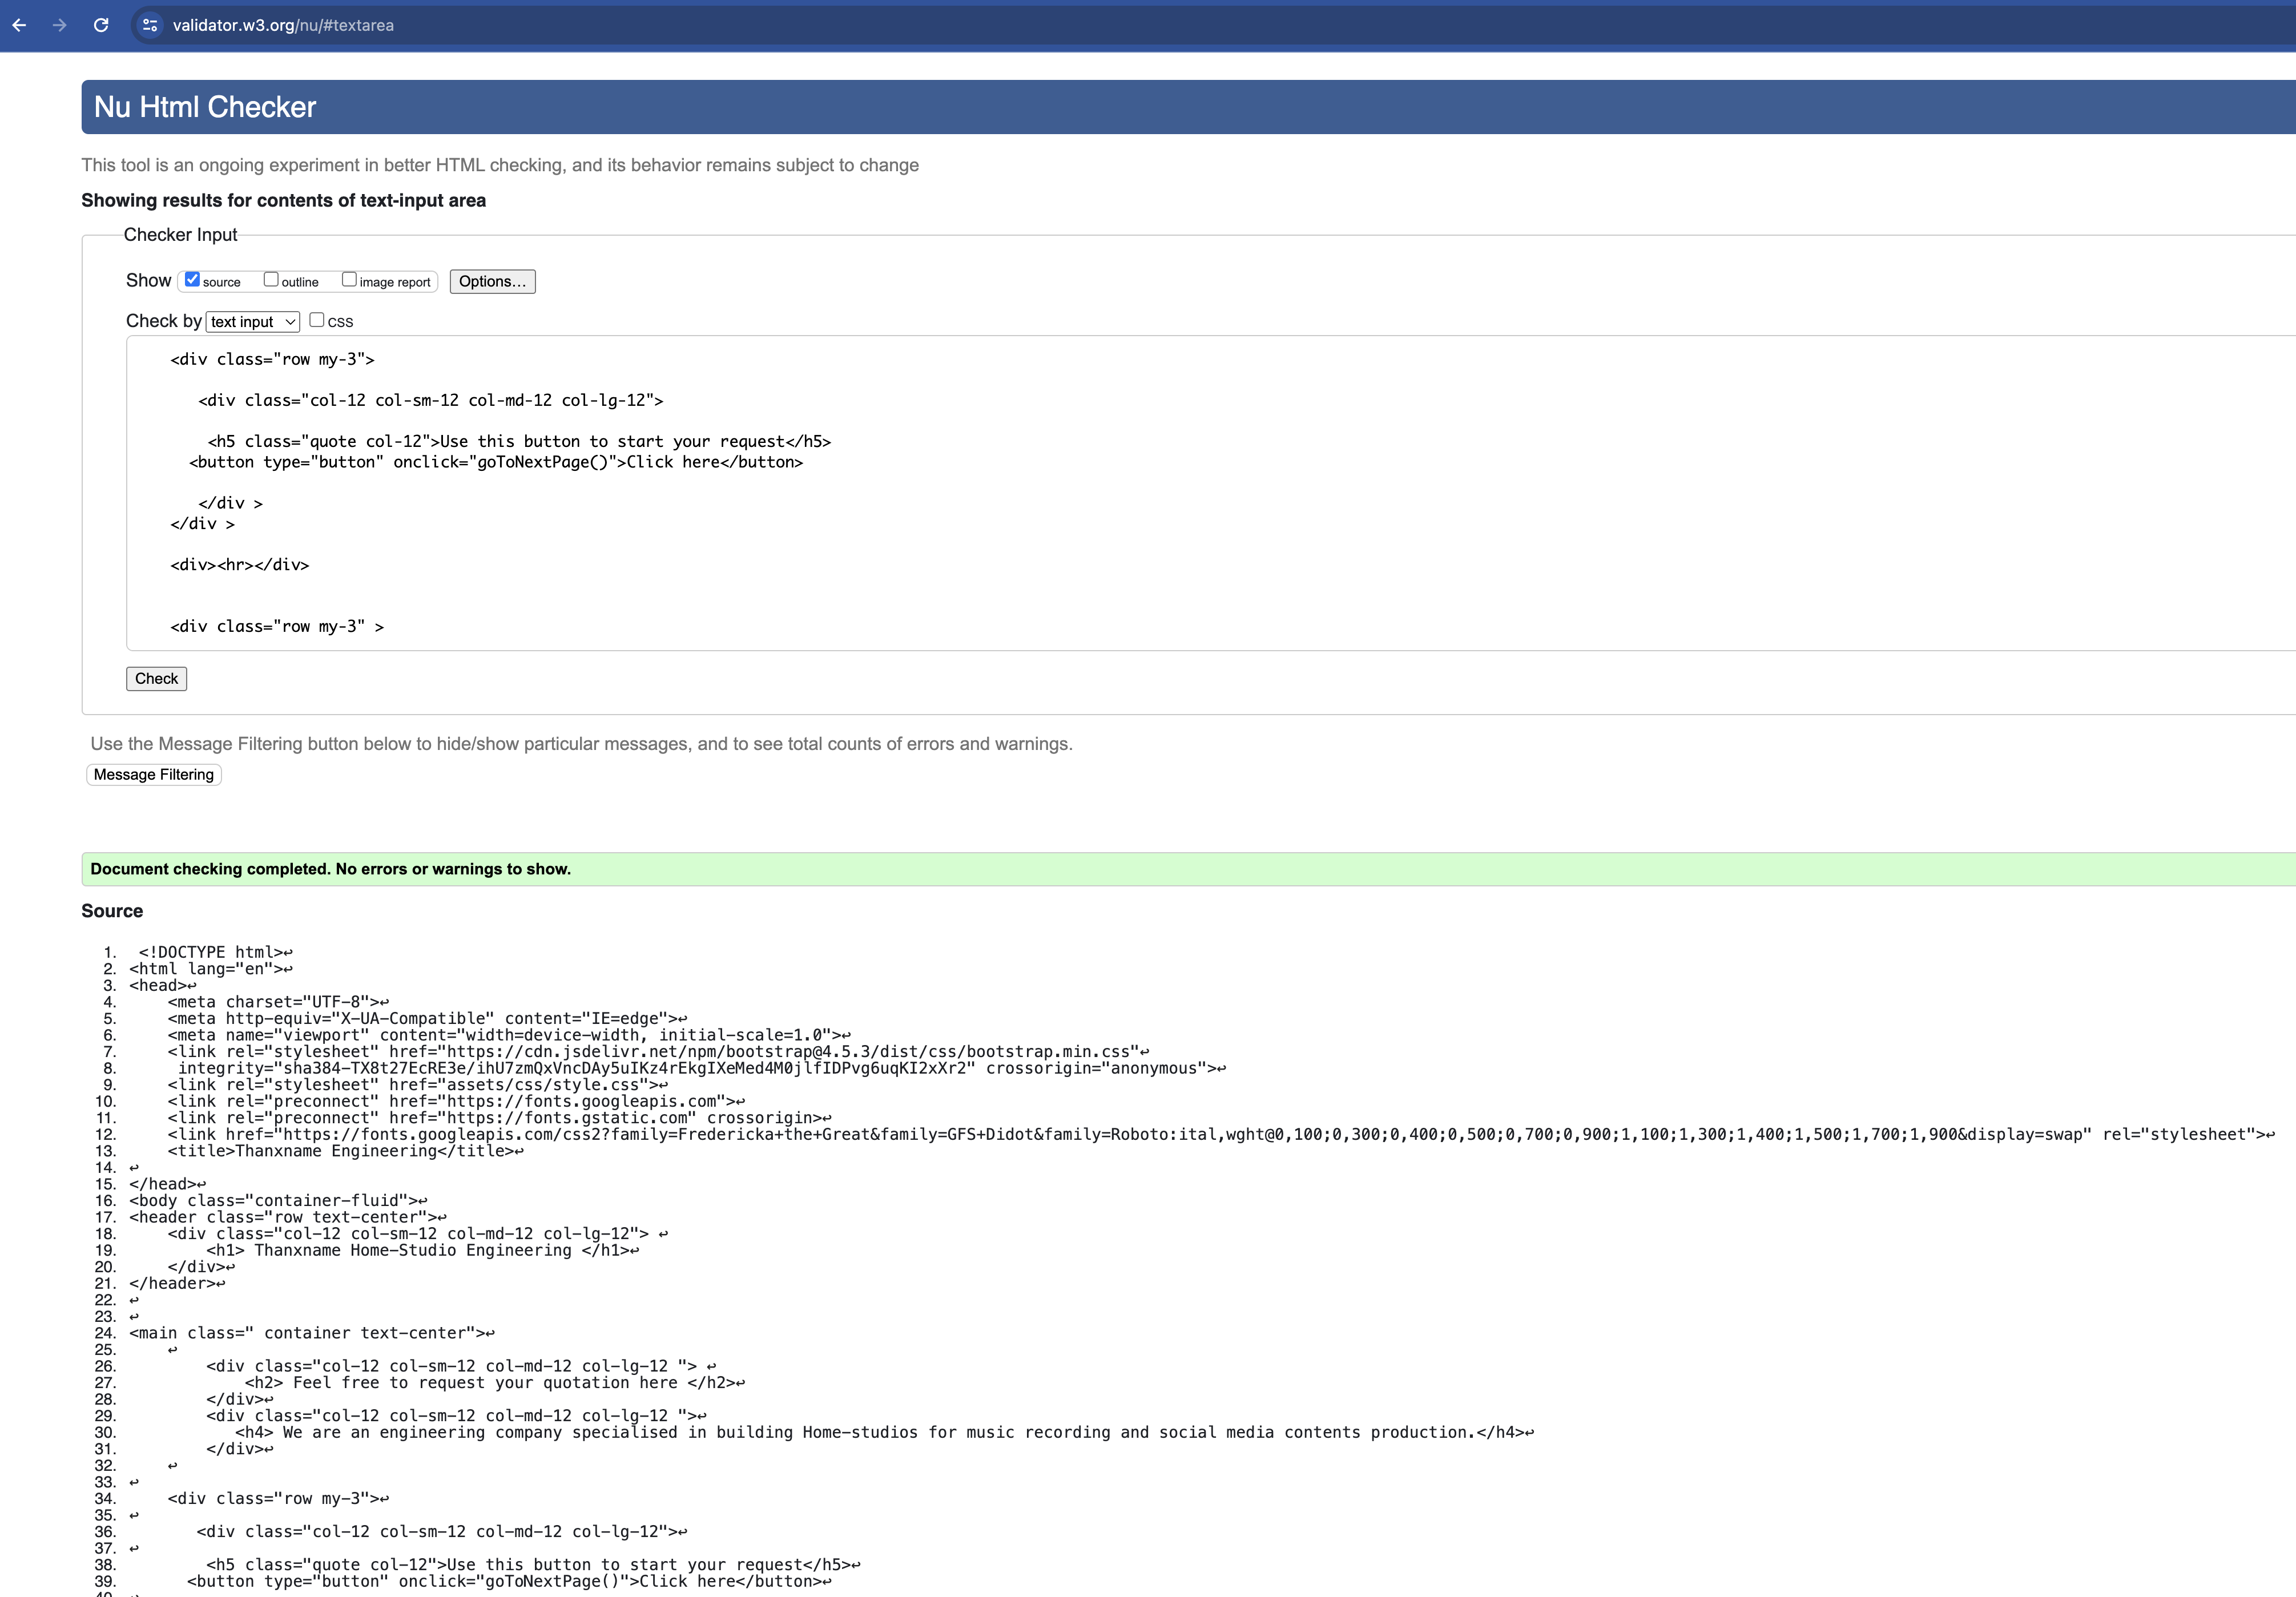 validator.w3.org/nu/#textarea
Nu Html Checker
This tool is an ongoing experiment in better HTML checking, and its behavior remains subject to change
Showing results for contents of text-input area
Checker Input
Show source outline image report Options…
Check by text input CSS
<div class="row my-3">
<div class="col-12 col-sm-12 col-md-12 col-lg-12">
<h5 class="quote col-12">Use this button to start your request</h5>
<button type="button" onclick="goToNextPage()">Click here</button>
</div >
</div >
<div><hr></div>
<div class="row my-3" >
Check
Use the Message Filtering button below to hide/show particular messages, and to see total counts of errors and warnings.
Message Filtering
Document checking completed. No errors or warnings to show.
Source
1. <!DOCTYPE html>↩
2. <html lang="en">↩
3. <head>↩
4. <meta charset="UTF-8">↩
5. <meta http-equiv="X-UA-Compatible" content="IE=edge">↩
6. <meta name="viewport" content="width=device-width, initial-scale=1.0">↩
7. <link rel="stylesheet" href="https://cdn.jsdelivr.net/npm/bootstrap@4.5.3/dist/css/bootstrap.min.css"↩
8. integrity="sha384-TX8t27EcRE3e/ihU7zmQxVncDAy5uIKz4rEkgIXeMed4M0jlfIDPvg6uqKI2xXr2" crossorigin="anonymous">↩
9. <link rel="stylesheet" href="assets/css/style.css">↩
10. <link rel="preconnect" href="https://fonts.googleapis.com">↩
11. <link rel="preconnect" href="https://fonts.gstatic.com" crossorigin>↩
12. <link href="https://fonts.googleapis.com/css2?family=Fredericka+the+Great&family=GFS+Didot&family=Roboto:ital,wght@0,100;0,300;0,400;0,500;0,700;0,900;1,100;1,300;1,400;1,500;1,700;1,900&display=swap" rel="stylesheet">↩
13. <title>Thanxname Engineering</title>↩
14. ↩
15. </head>↩
16. <body class="container-fluid">↩
17. <header class="row text-center">↩
18. <div class="col-12 col-sm-12 col-md-12 col-lg-12"> ↩
19. <h1> Thanxname Home-Studio Engineering </h1>↩
20. </div>↩
21. </header>↩
22. ↩
23. ↩
24. <main class=" container text-center">↩
25. ↩
26. <div class="col-12 col-sm-12 col-md-12 col-lg-12 "> ↩
27. <h2> Feel free to request your quotation here </h2>↩
28. </div>↩
29. <div class="col-12 col-sm-12 col-md-12 col-lg-12 ">↩
30. <h4> We are an engineering company specialised in building Home-studios for music recording and social media contents production.</h4>↩
31. </div>↩
32. ↩
33. ↩
34. <div class="row my-3">↩
35. ↩
36. <div class="col-12 col-sm-12 col-md-12 col-lg-12">↩
37. ↩
38. <h5 class="quote col-12">Use this button to start your request</h5>↩
39. <button type="button" onclick="goToNextPage()">Click here</button>↩